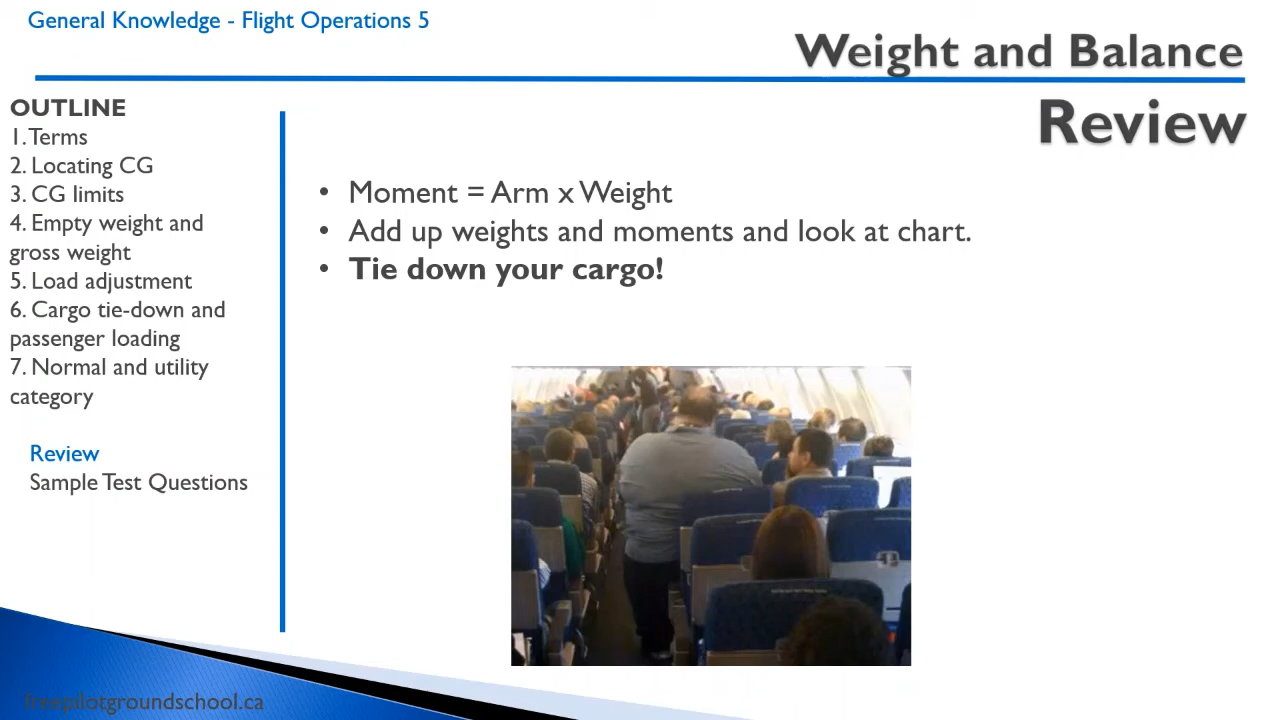 General Knowledge - Flight Operations 5
Weight and Balance
Review
OUTLINE
1. Terms
2. Locating CG
3. CG limits
4. Empty weight and
gross weight
5. Load adjustment
6. Cargo tie-down and
passenger loading
7. Normal and utility
category
Review
Sample Test Questions
• Moment = Arm x Weight
• Add up weights and moments and look at chart.
• Tie down your cargo!
freepilotgroundschool.ca